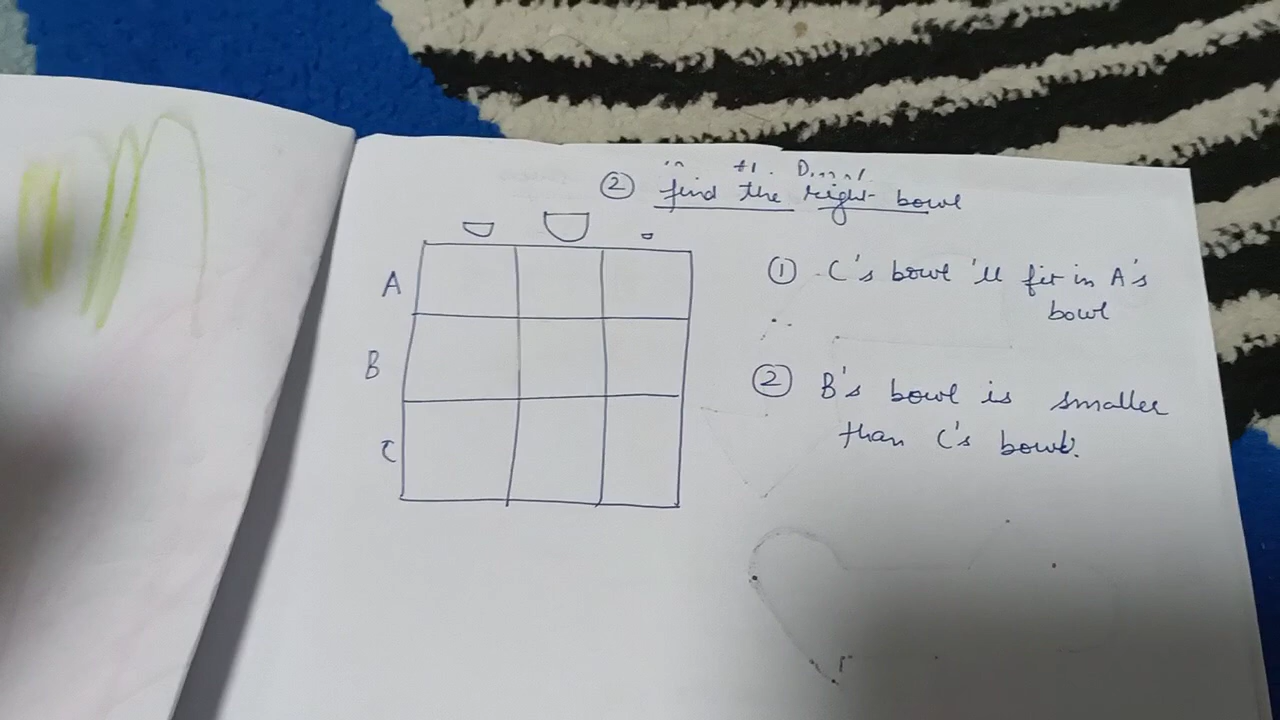 ② find the right bowl
A
B
C
① C's bowl 'll fit in A's
bowl
② B's bowl is smaller
than C's bowl.